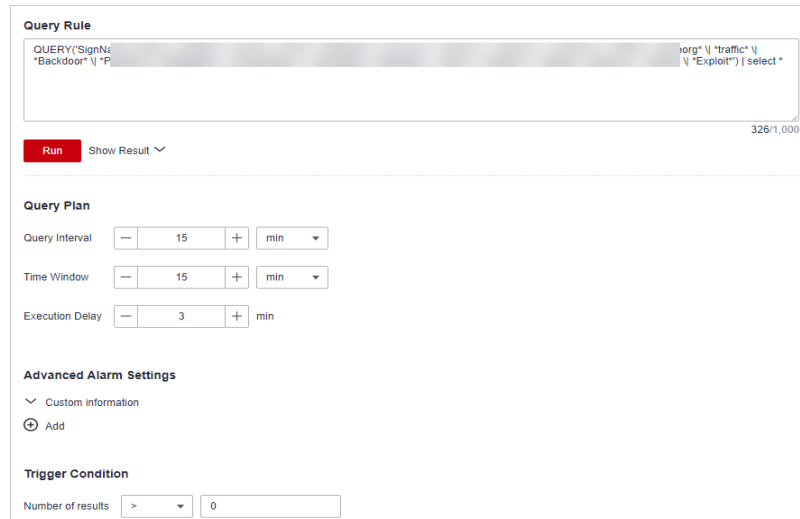 Query Rule
QUERY('SignNa org* \| *traffic* \|
*Backdoor* \| *P \| *Exploit*') | select *
326/1,000
Run Show Result
Query Plan
Query Interval — 15 + min
Time Window — 15 + min
Execution Delay — 3 + min
Advanced Alarm Settings
Custom information
Add
Trigger Condition
Number of results > 0